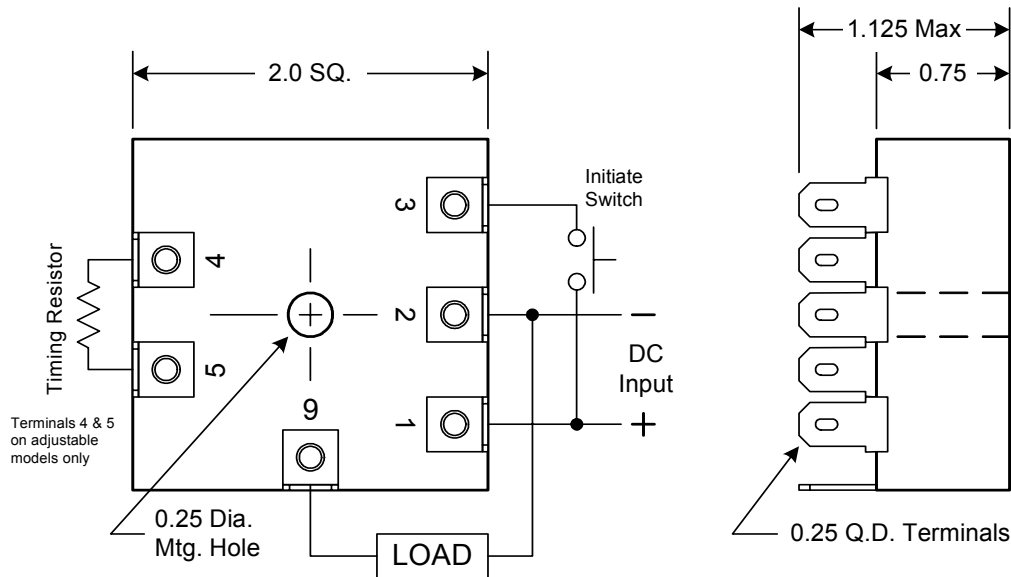 1.125 Max
2.0 SQ.
0.75
Initiate
Switch
3
4
Timing Resistor
2
DC
Input
5
Terminals 4 & 5
on adjustable
models only
9
1
+
−
0.25 Dia.
Mtg. Hole
LOAD
0.25 Q.D. Terminals